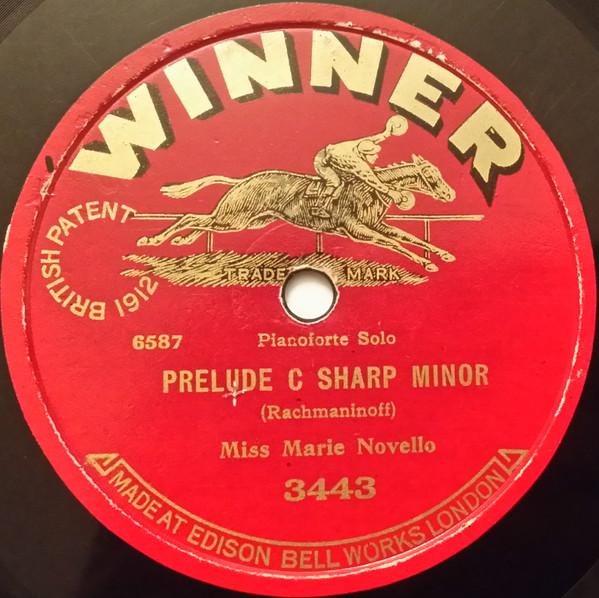 WINNER
BRITISH PATENT 1912
TRADE MARK
6587
Pianoforte Solo
PRELUDE C SHARP MINOR
(Rachmaninoff)
Miss Marie Novello
3443
MADE AT EDISON BELL WORKS LONDON